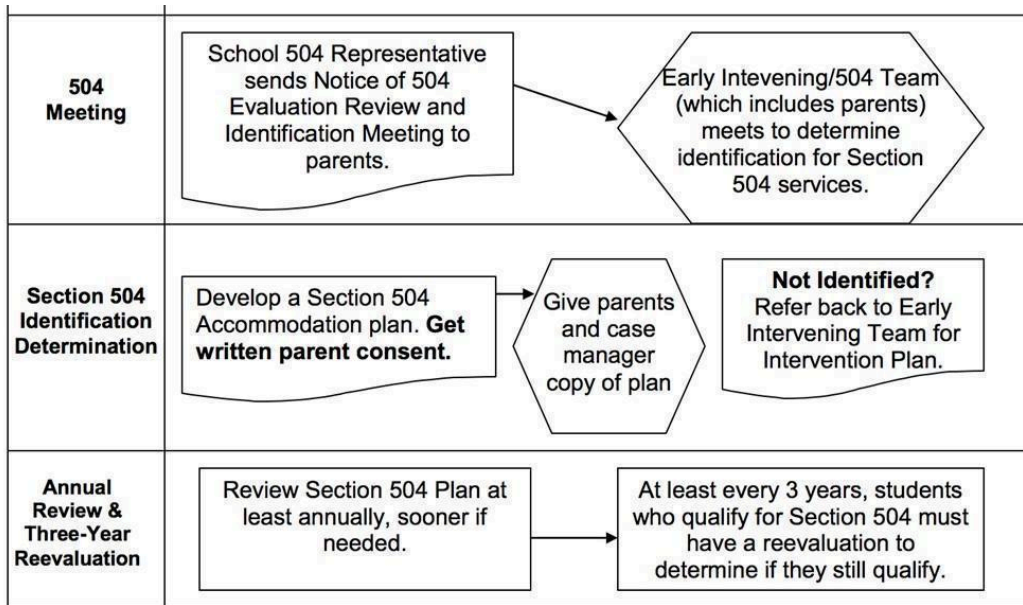 504
Meeting
School 504 Representative
sends Notice of 504
Evaluation Review and
Identification Meeting to
parents.
Early Intevening/504 Team
(which includes parents)
meets to determine
identification for Section
504 services.
Section 504
Identification
Determination
Develop a Section 504
Accommodation plan. Get
written parent consent.
Give parents
and case
manager
copy of plan
Not Identified?
Refer back to Early
Intervening Team for
Intervention Plan.
Annual
Review &
Three-Year
Reevaluation
Review Section 504 Plan at
least annually, sooner if
needed.
At least every 3 years, students
who qualify for Section 504 must
have a reevaluation to
determine if they still qualify.